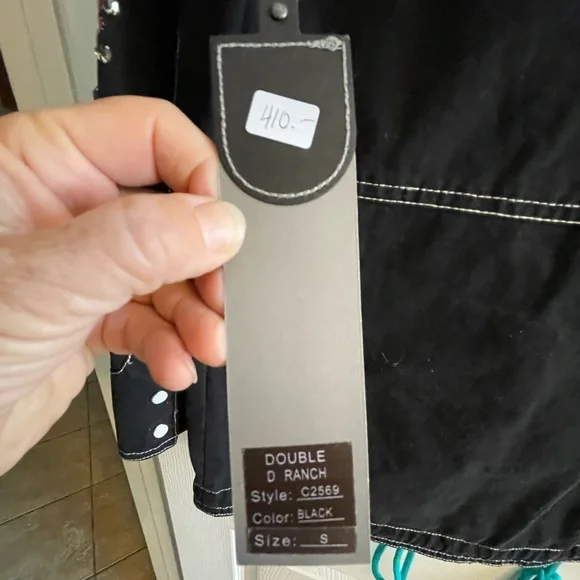 410.-
DOUBLE
D RANCH
Style: C2569
Color: BLACK
Size: S